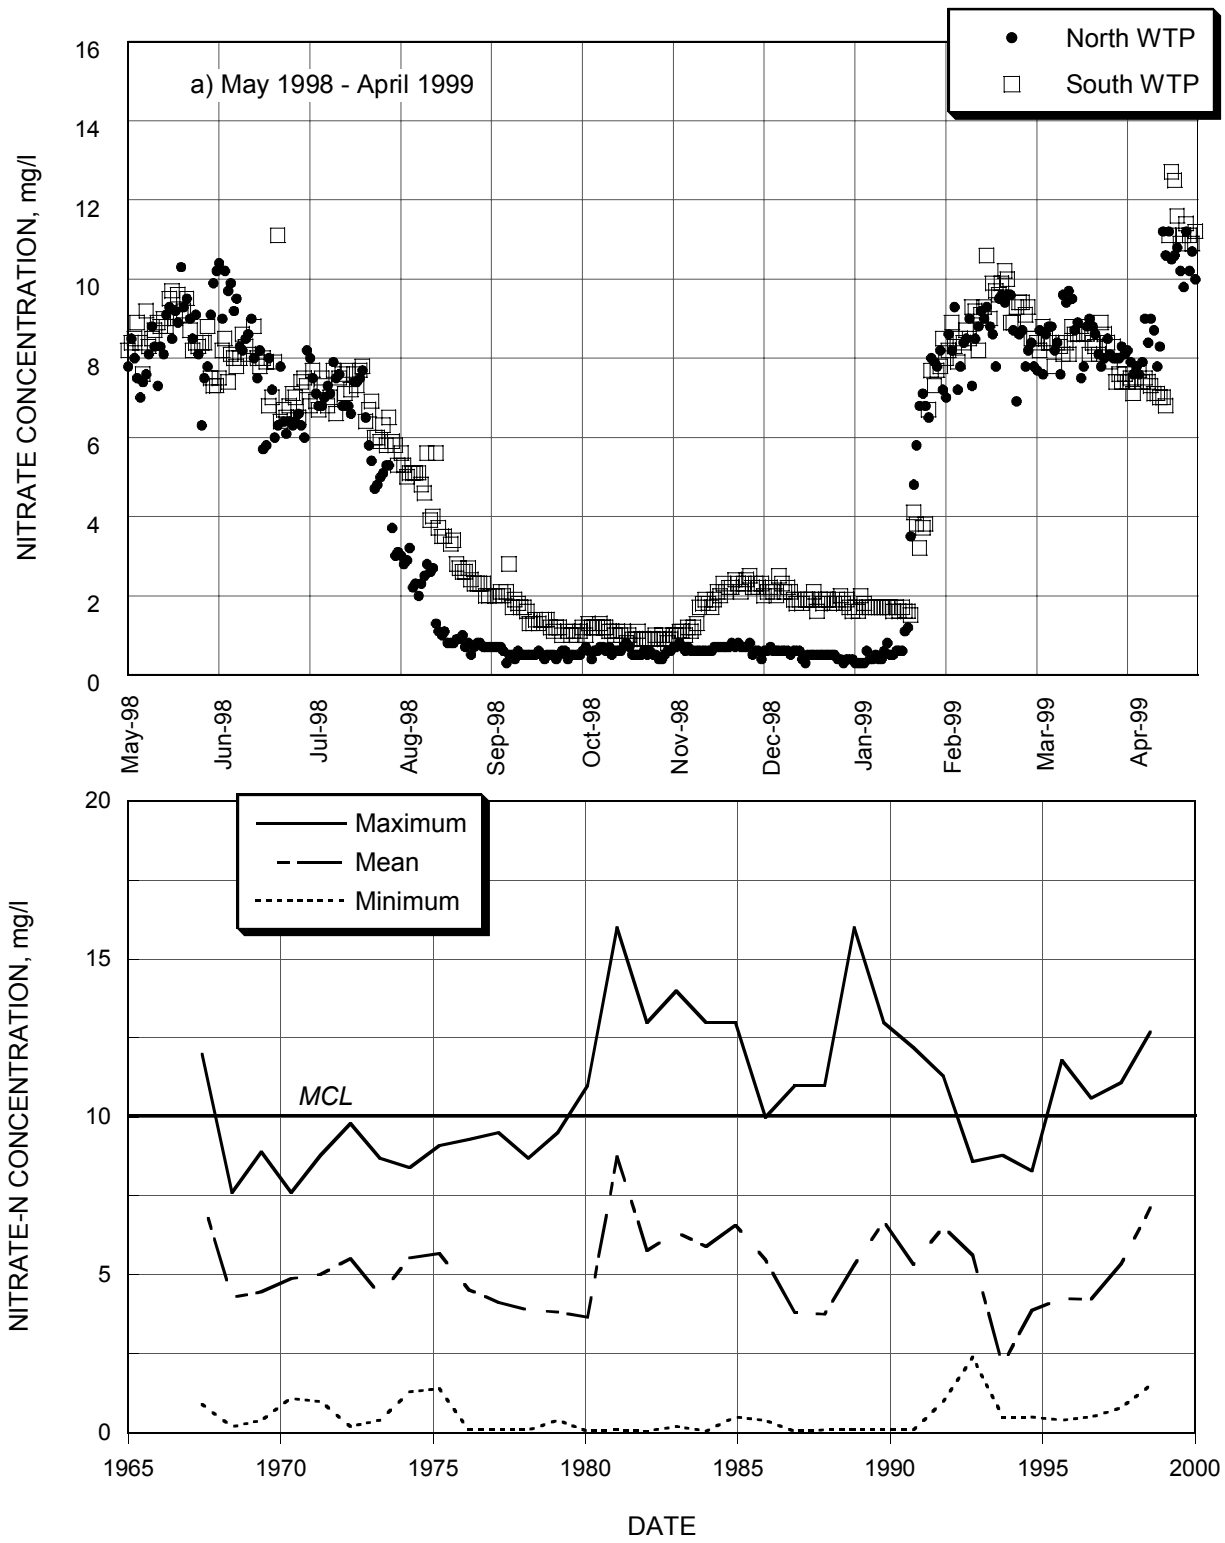 North WTP
South WTP
a) May 1998 - April 1999
NITRATE CONCENTRATION, mg/l
16
14
12
10
8
6
4
2
0
May-98
Jun-98
Jul-98
Aug-98
Sep-98
Oct-98
Nov-98
Dec-98
Jan-99
Feb-99
Mar-99
Apr-99
Maximum
Mean
Minimum
MCL
NITRATE-N CONCENTRATION, mg/l
20
15
10
5
0
1965
1970
1975
1980
1985
1990
1995
2000
DATE